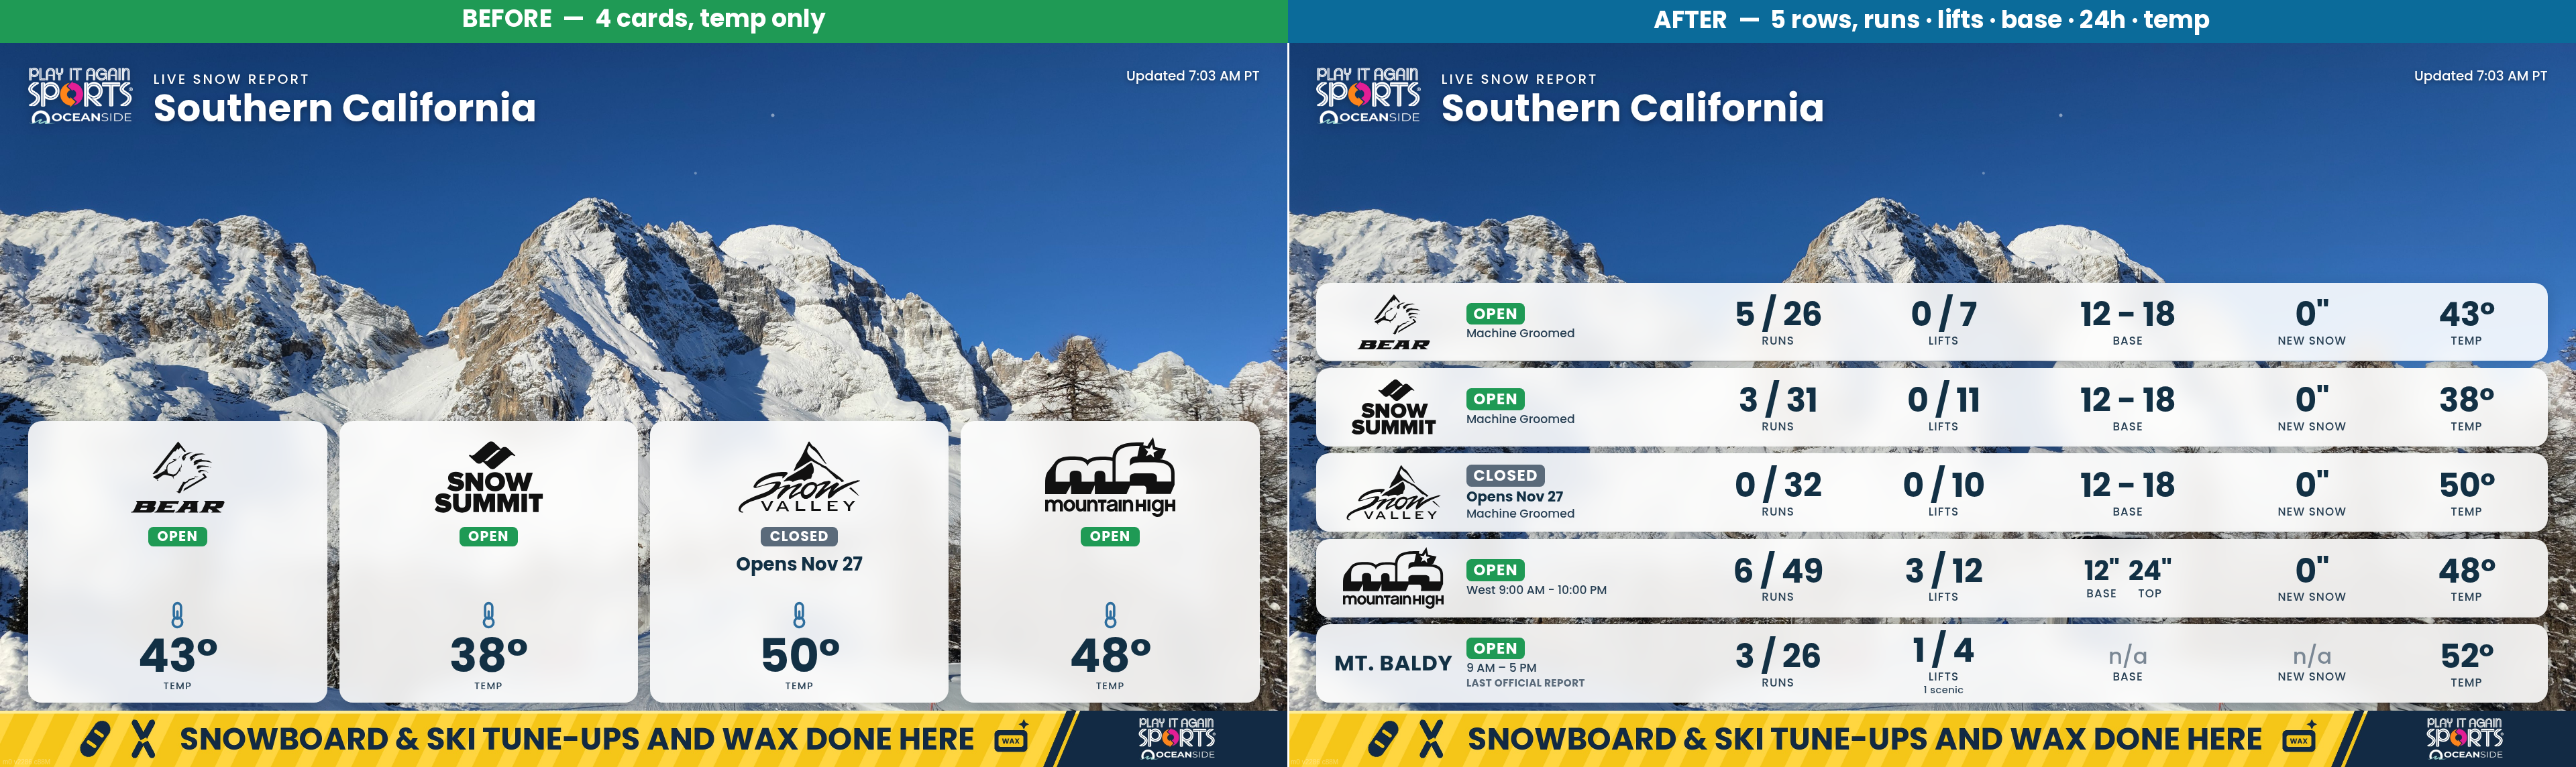 BEFORE — 4 cards, temp only
PLAY IT AGAIN
SPORTS
OCEANSIDE
LIVE SNOW REPORT
Southern California
Updated 7:03 AM PT
BEAR
OPEN
43°
TEMP
SNOW
SUMMIT
OPEN
38°
TEMP
Snow
VALLEY
CLOSED
Opens Nov 27
50°
TEMP
mh
mountain HIGH
OPEN
48°
TEMP
SNOWBOARD & SKI TUNE-UPS AND WAX DONE HERE
WAX
PLAY IT AGAIN
SPORTS
OCEANSIDE
AFTER — 5 rows, runs · lifts · base · 24h · temp
PLAY IT AGAIN
SPORTS
OCEANSIDE
LIVE SNOW REPORT
Southern California
Updated 7:03 AM PT
BEAR
OPEN
Machine Groomed
5 / 26
RUNS
0 / 7
LIFTS
12 - 18
BASE
0"
NEW SNOW
43°
TEMP
SNOW
SUMMIT
OPEN
Machine Groomed
3 / 31
RUNS
0 / 11
LIFTS
12 - 18
BASE
0"
NEW SNOW
38°
TEMP
Snow
VALLEY
CLOSED
Opens Nov 27
Machine Groomed
0 / 32
RUNS
0 / 10
LIFTS
12 - 18
BASE
0"
NEW SNOW
50°
TEMP
mh
mountain HIGH
OPEN
West 9:00 AM - 10:00 PM
6 / 49
RUNS
3 / 12
LIFTS
12" 24"
BASE TOP
0"
NEW SNOW
48°
TEMP
MT. BALDY
OPEN
9 AM – 5 PM
LAST OFFICIAL REPORT
3 / 26
RUNS
1 / 4
LIFTS
1 scenic
n/a
BASE
n/a
NEW SNOW
52°
TEMP
SNOWBOARD & SKI TUNE-UPS AND WAX DONE HERE
WAX
PLAY IT AGAIN
SPORTS
OCEANSIDE